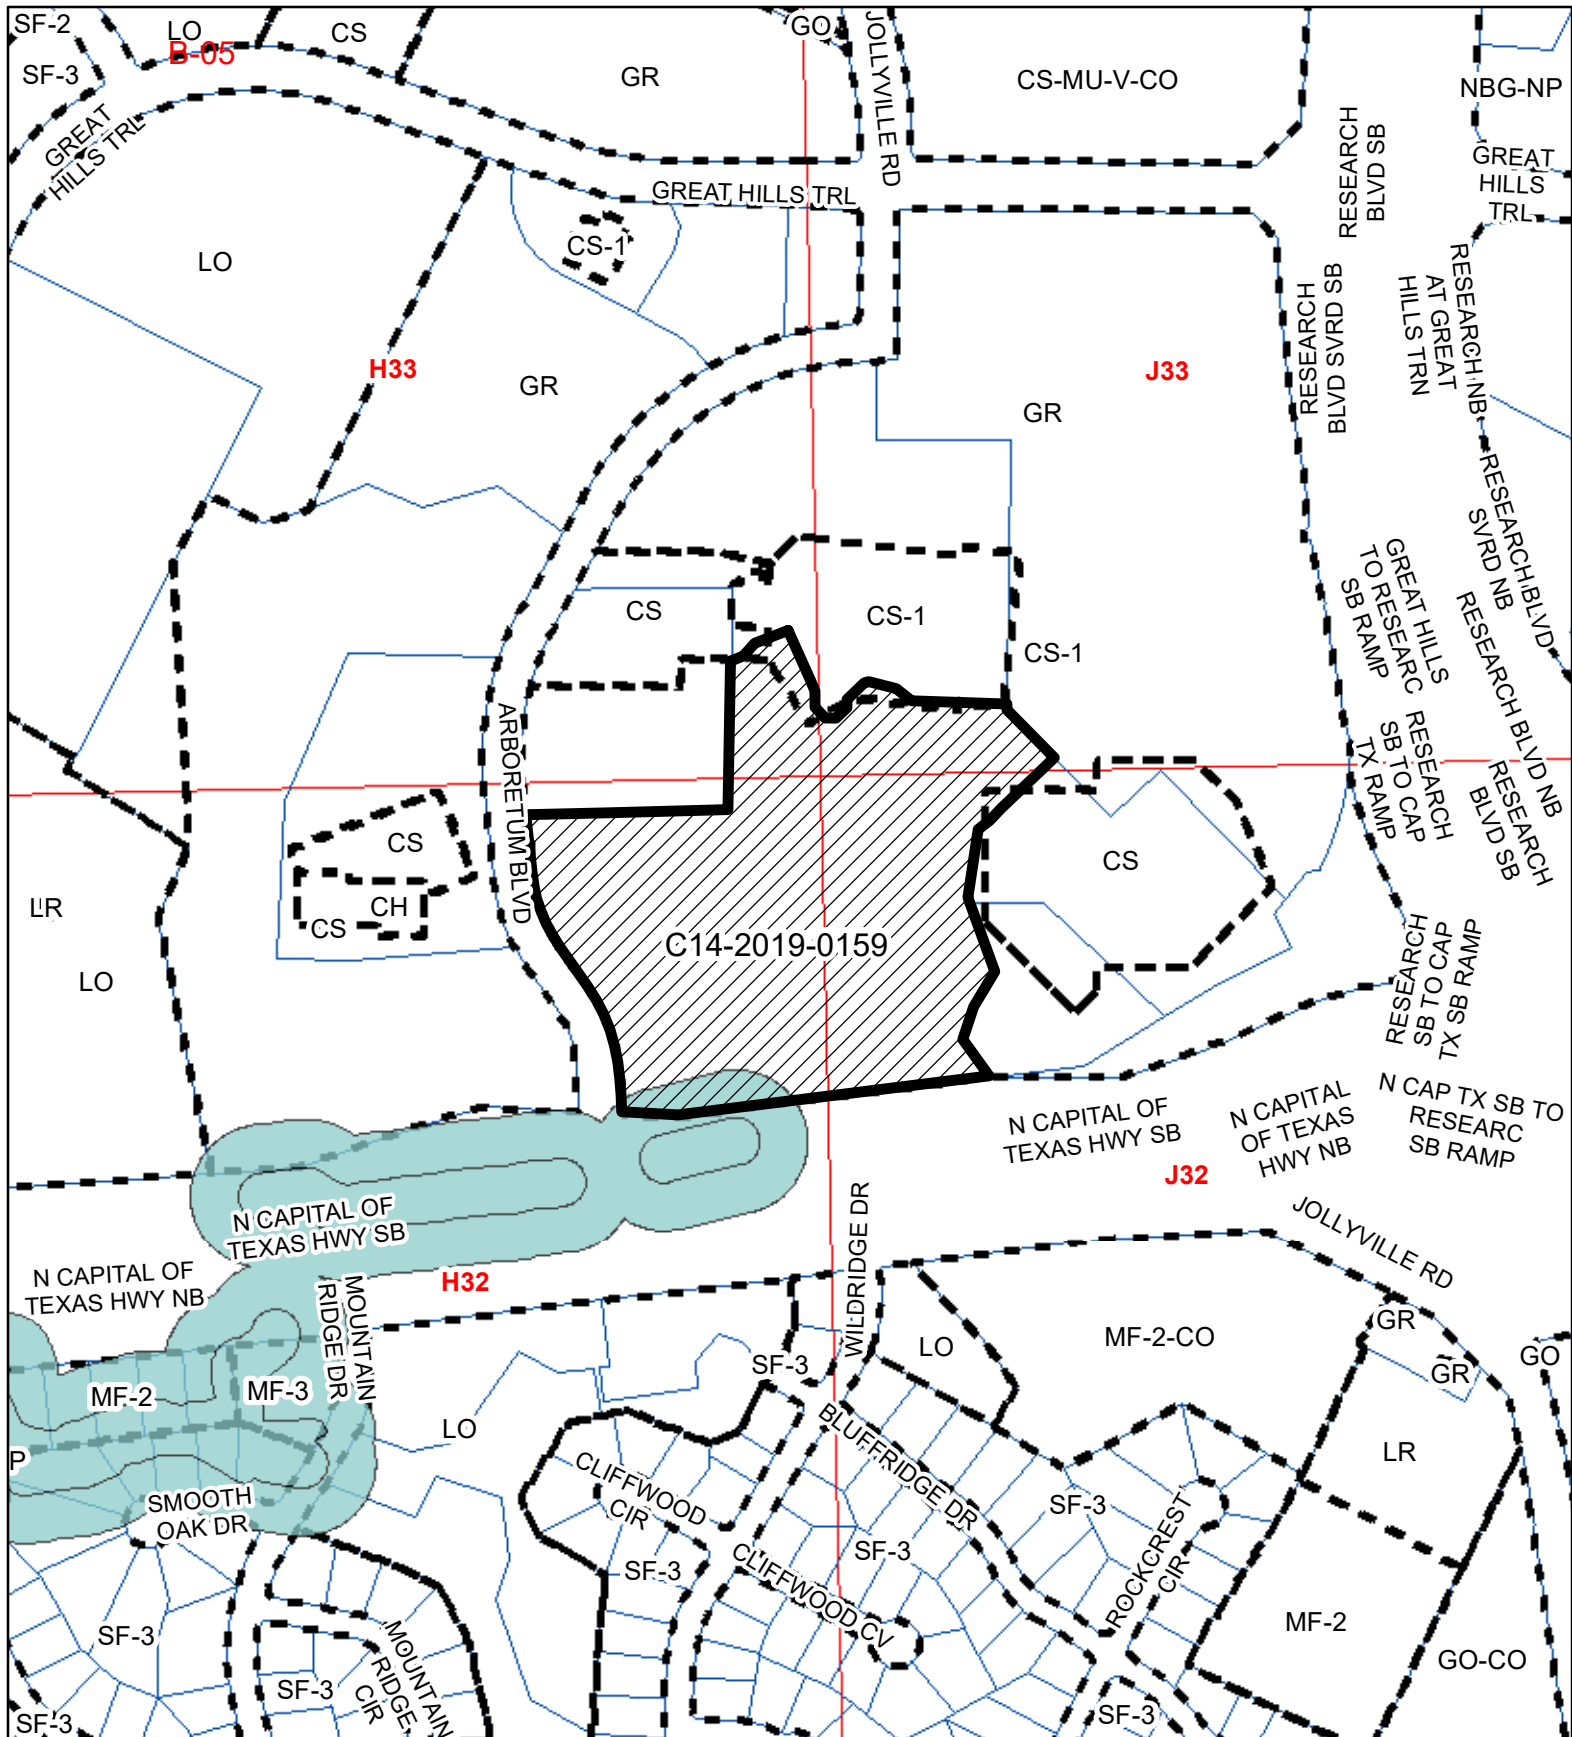 SF-2
LO
B-05
CS
GO
SF-3
GR
JOLLYVILLE RD
CS-MU-V-CO
NBG-NP
GREAT
HILLS TRL
RESEARCH
BLVD SB
GREAT
HILLS
TRL
GREAT HILLS TRL
LO
CS-1
RESEARCH
BLVD SVRD SB
RESEARCH NB
AT GREAT
HILLS TRN
H33
GR
J33
GR
RESEARCH BLVD
SVRD NB
GREAT HILLS
TO RESEARC
SB RAMP
CS
CS-1
CS-1
RESEARCH BLVD NB
ARBORETUM BLVD
RESEARCH
SB TO CAP
TX RAMP
RESEARCH
BLVD SB
CS
CH
CS
CS
LR
C14-2019-0159
LO
RESEARCH
SB TO CAP
TX SB RAMP
N CAPITAL OF
TEXAS HWY SB
N CAPITAL
OF TEXAS
HWY NB
N CAP TX SB TO
RESEARC
SB RAMP
J32
N CAPITAL OF
TEXAS HWY SB
WILDRIDGE DR
JOLLYVILLE RD
N CAPITAL OF
TEXAS HWY NB
H32
MOUNTAIN
RIDGE DR
GR
MF-2-CO
LO
SF-3
GO
GR
MF-2
MF-3
LO
P
BLUFFRIDGE DR
LR
CLIFFWOOD
CIR
SMOOTH
OAK DR
SF-3
ROCKCREST
CIR
SF-3
SF-3
CLIFFWOOD CV
SF-3
MF-2
MOUNTAIN
RIDGE
CIR
GO-CO
SF-3
SF-3
SF-3